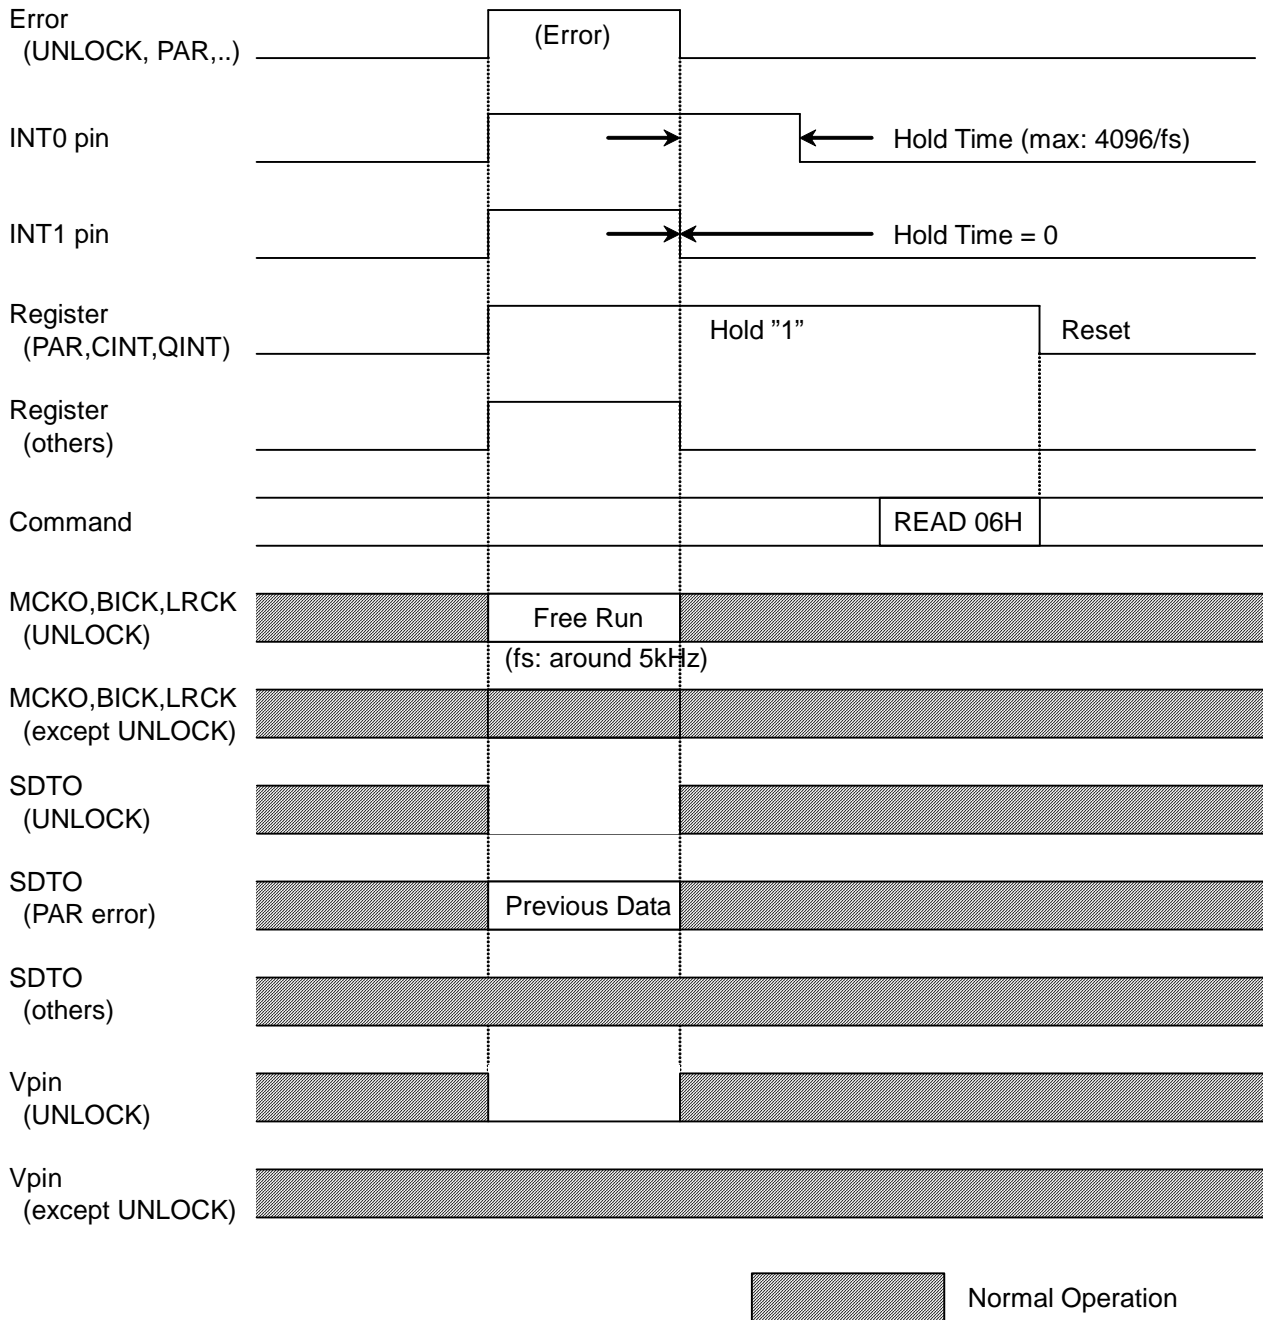 Error
(UNLOCK, PAR,..)
(Error)
INT0 pin
Hold Time (max: 4096/fs)
INT1 pin
Hold Time = 0
Register
(PAR,CINT,QINT)
Hold ”1”
Reset
Register
(others)
Command
READ 06H
MCKO,BICK,LRCK
(UNLOCK)
Free Run
(fs: around 5kHz)
MCKO,BICK,LRCK
(except UNLOCK)
SDTO
(UNLOCK)
SDTO
(PAR error)
Previous Data
SDTO
(others)
Vpin
(UNLOCK)
Vpin
(except UNLOCK)
Normal Operation